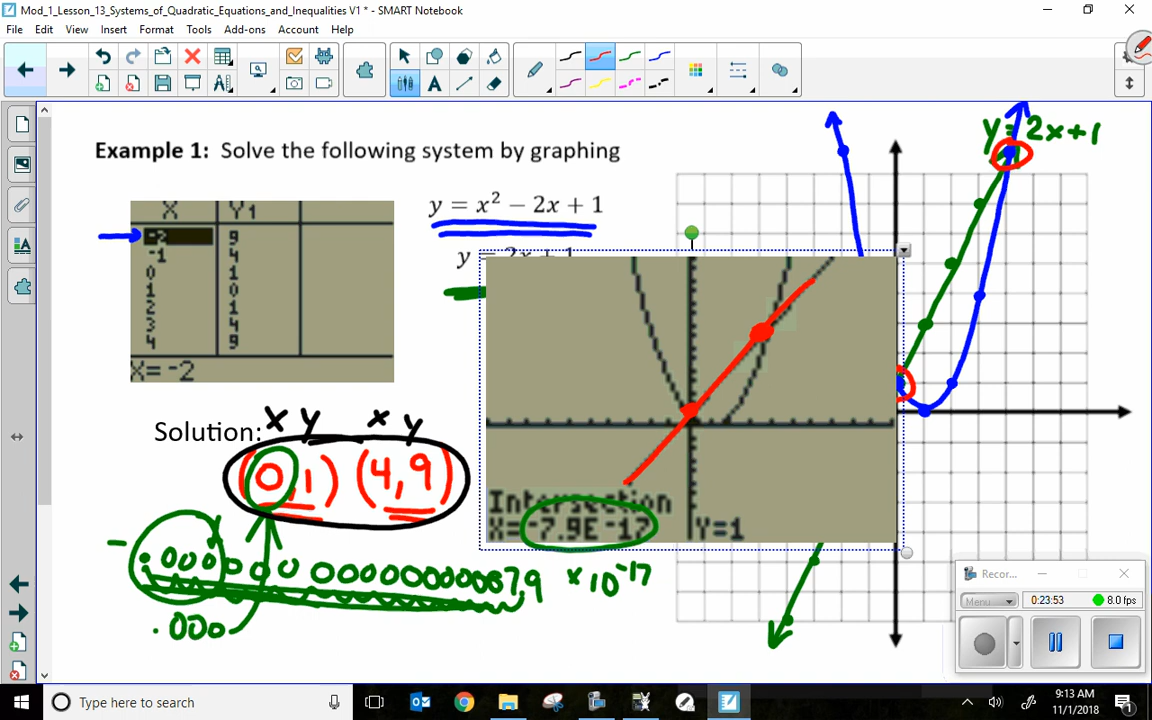 Mod_1_Lesson_13_Systems_of_Quadratic_Equations_and_Inequalities V1 * - SMART Notebook
File Edit View Insert Format Tools Add-ons Account Help
Example 1: Solve the following system by graphing
y = x² − 2x + 1
y = 2x + 1
y = 2x + 1
X Y1
-2 9
-1 4
0 1
1 0
2 1
3 4
4 9
X= -2
Solution:
x y x y
(0,1) (4,9)
Intersection
X= -7.9E -17 Y=1
x10⁻¹⁷
.000
Recor...
Menu
0:23:53
8.0 fps
Type here to search
9:13 AM
11/1/2018
1